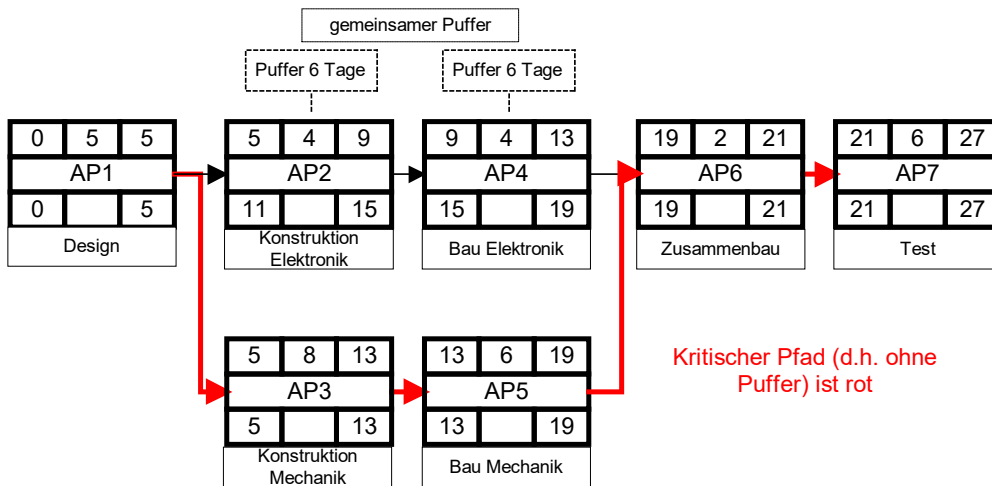 gemeinsamer Puffer
Puffer 6 Tage
Puffer 6 Tage
0 5 5
AP1
0 5
Design
5 4 9
AP2
11 15
Konstruktion
Elektronik
9 4 13
AP4
15 19
Bau Elektronik
19 2 21
AP6
19 21
Zusammenbau
21 6 27
AP7
21 27
Test
5 8 13
AP3
5 13
Konstruktion
Mechanik
13 6 19
AP5
13 19
Bau Mechanik
Kritischer Pfad (d.h. ohne
Puffer) ist rot